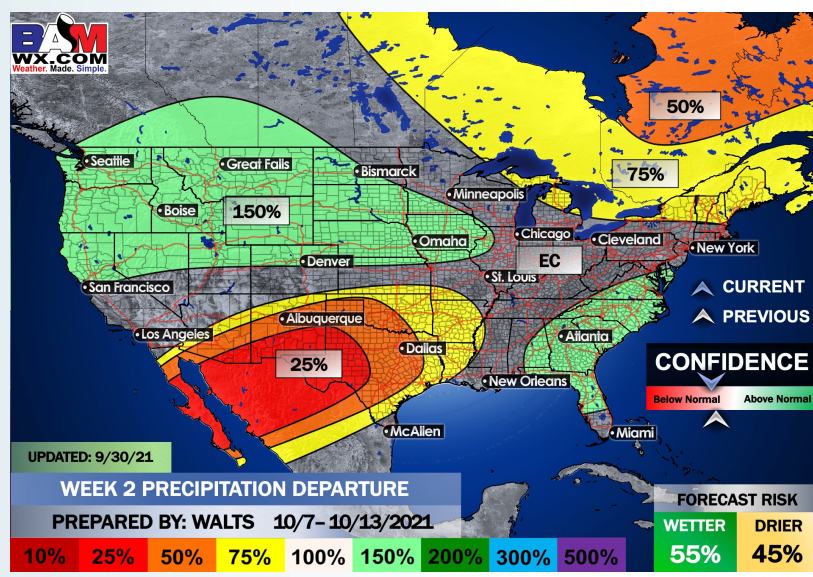 BAM
WX.COM
Weather. Made. Simple.
50%
75%
Seattle
Great Falls
Bismarck
Minneapolis
Boise
150%
Omaha
Chicago
Cleveland
New York
EC
Denver
St. Louis
San Francisco
CURRENT
PREVIOUS
Albuquerque
Los Angeles
Atlanta
Dallas
25%
CONFIDENCE
New Orleans
Below Normal
Above Normal
McAllen
Miami
UPDATED: 9/30/21
WEEK 2 PRECIPITATION DEPARTURE
PREPARED BY: WALTS 10/7– 10/13/2021
FORECAST RISK
WETTER DRIER
55% 45%
10% 25% 50% 75% 100% 150% 200% 300% 500%